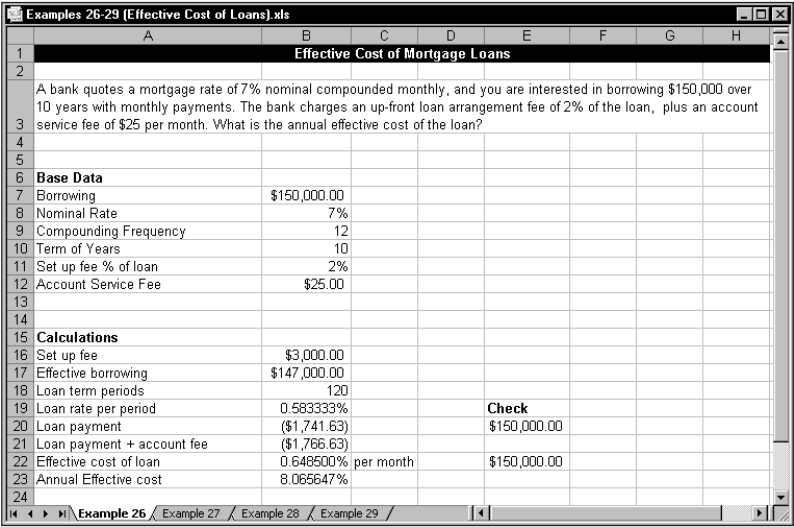 Examples 26-29 (Effective Cost of Loans).xls
A B C D E F G H
1 Effective Cost of Mortgage Loans
2
A bank quotes a mortgage rate of 7% nominal compounded monthly, and you are interested in borrowing $150,000 over
10 years with monthly payments. The bank charges an up-front loan arrangement fee of 2% of the loan, plus an account
3 service fee of $25 per month. What is the annual effective cost of the loan?
4
5
6 Base Data
7 Borrowing $150,000.00
8 Nominal Rate 7%
9 Compounding Frequency 12
10 Term of Years 10
11 Set up fee % of loan 2%
12 Account Service Fee $25.00
13
14
15 Calculations
16 Set up fee $3,000.00
17 Effective borrowing $147,000.00
18 Loan term periods 120
19 Loan rate per period 0.583333% Check
20 Loan payment ($1,741.63) $150,000.00
21 Loan payment + account fee ($1,766.63)
22 Effective cost of loan 0.648500% per month $150,000.00
23 Annual Effective cost 8.065647%
24
Example 26 Example 27 Example 28 Example 29